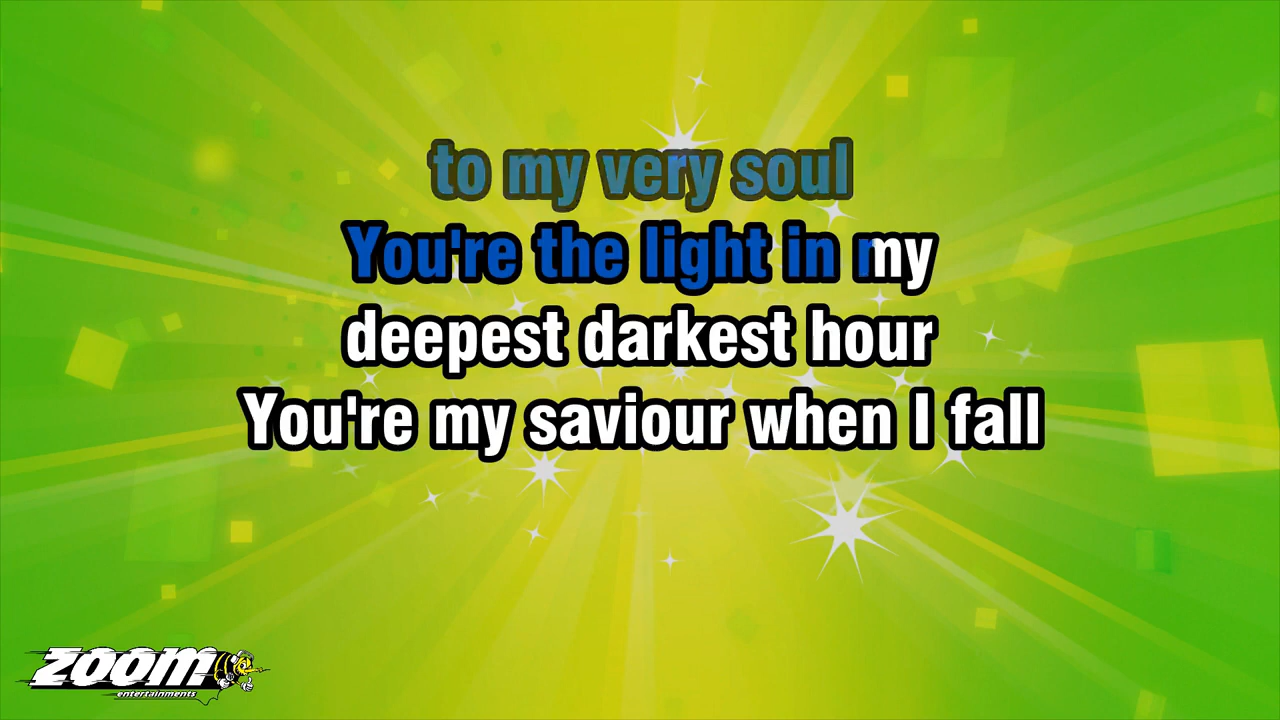 to my very soul
You're the light in my
deepest darkest hour
You're my saviour when I fall
zoom
entertainments